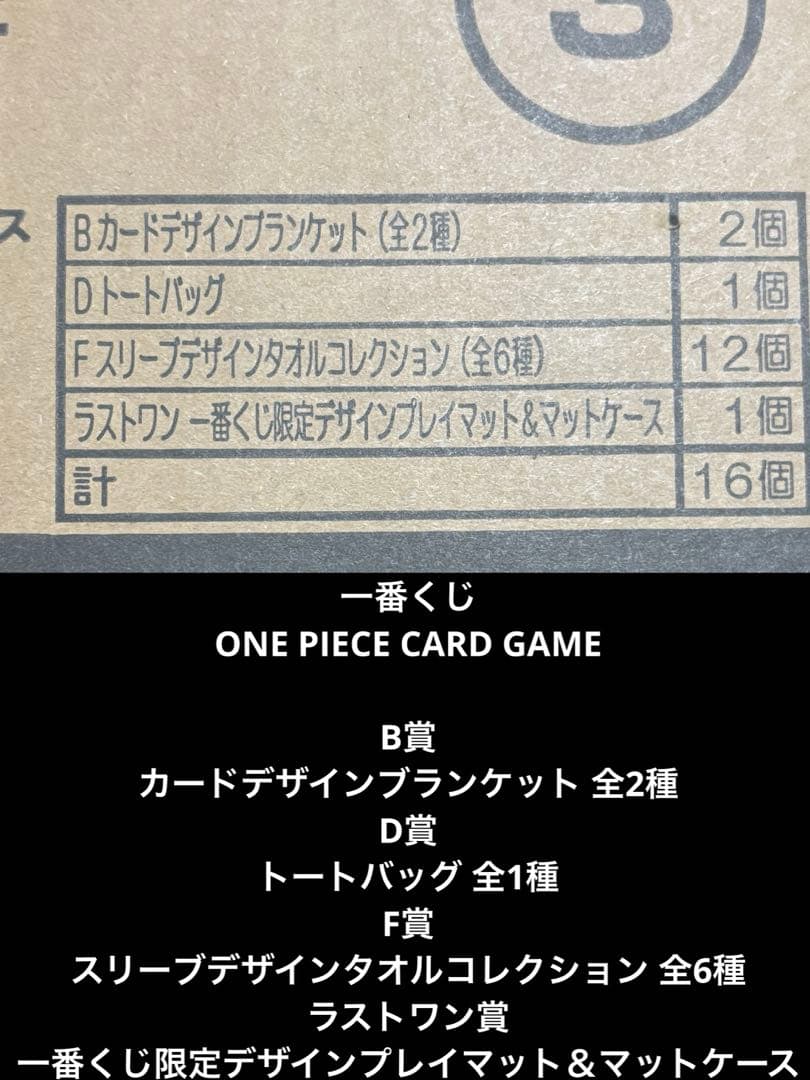 3
ス
Bカードデザインブランケット(全2種) 2個
Dトートバッグ 1個
Fスリーブデザインタオルコレクション(全6種) 12個
ラストワン 一番くじ限定デザインプレイマット&マットケース 1個
計 16個
一番くじ
ONE PIECE CARD GAME
B賞
カードデザインブランケット 全2種
D賞
トートバッグ 全1種
F賞
スリーブデザインタオルコレクション 全6種
ラストワン賞
一番くじ限定デザインプレイマット＆マットケース